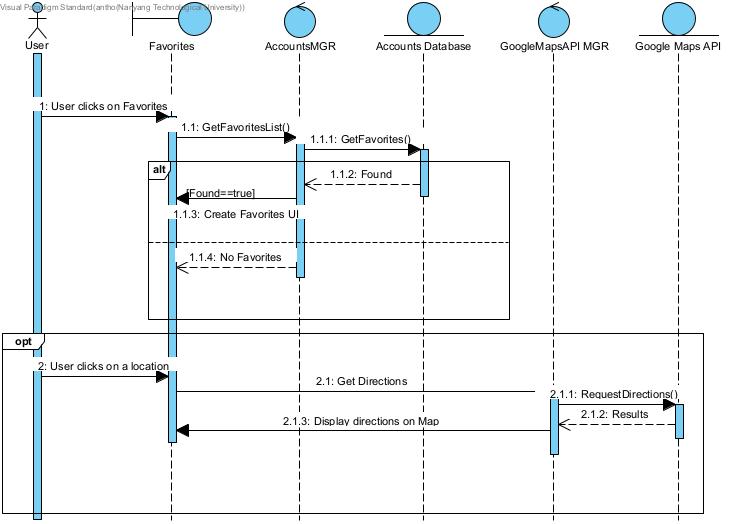 Visual Paradigm Standard(antho(Nanyang Technological University))
User
Favorites
AccountsMGR
Accounts Database
GoogleMapsAPI MGR
Google Maps API
1: User clicks on Favorites
1.1: GetFavoritesList()
1.1.1: GetFavorites()
alt
1.1.2: Found
[Found==true]
1.1.3: Create Favorites UI
1.1.4: No Favorites
opt
2: User clicks on a location
2.1: Get Directions
2.1.1: RequestDirections()
2.1.2: Results
2.1.3: Display directions on Map